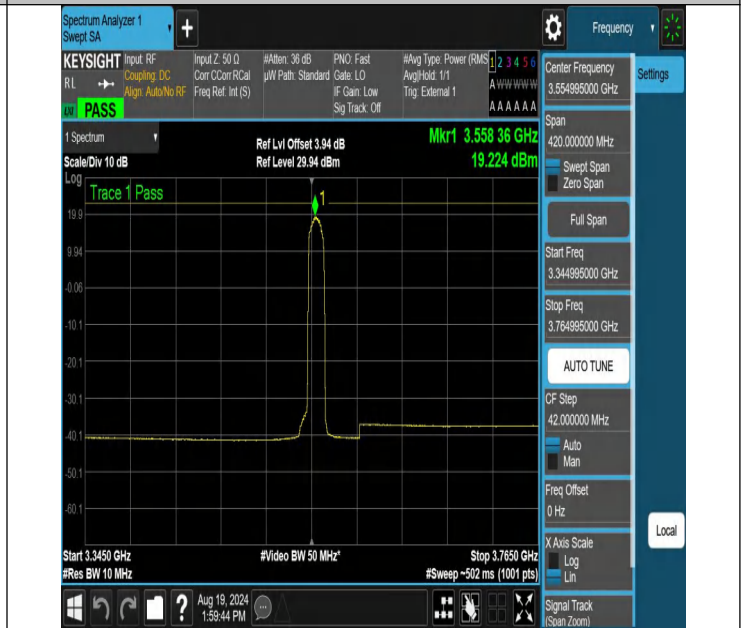 Spectrum Analyzer 1
Swept SA
+
Frequency
KEYSIGHT
RL
PASS
Input: RF
Coupling: DC
Align: Auto/No RF
Input Z: 50 Ω
Corr CCorr RCal
Freq Ref: Int (S)
#Atten: 36 dB
µW Path: Standard
PNO: Fast
Gate: LO
IF Gain: Low
Sig Track: Off
#Avg Type: Power (RMS
Avg|Hold: 1/1
Trig: External 1
1 2 3 4 5 6
A W W W W W
A A A A A A
Center Frequency
3.554995000 GHz
Settings
1 Spectrum
Scale/Div 10 dB
Ref Lvl Offset 3.94 dB
Ref Level 29.94 dBm
Mkr1 3.558 36 GHz
19.224 dBm
Span
420.000000 MHz
Swept Span
Zero Span
Full Span
Start Freq
3.344995000 GHz
Stop Freq
3.764995000 GHz
AUTO TUNE
CF Step
42.000000 MHz
Auto
Man
Freq Offset
0 Hz
X Axis Scale
Log
Lin
Signal Track
(Span Zoom)
Local
Log
Trace 1 Pass
1
19.9
9.94
-0.06
-10.1
-20.1
-30.1
-40.1
-50.1
-60.1
Start 3.3450 GHz
#Res BW 10 MHz
#Video BW 50 MHz*
Stop 3.7650 GHz
#Sweep ~502 ms (1001 pts)
?
Aug 19, 2024
1:59:44 PM